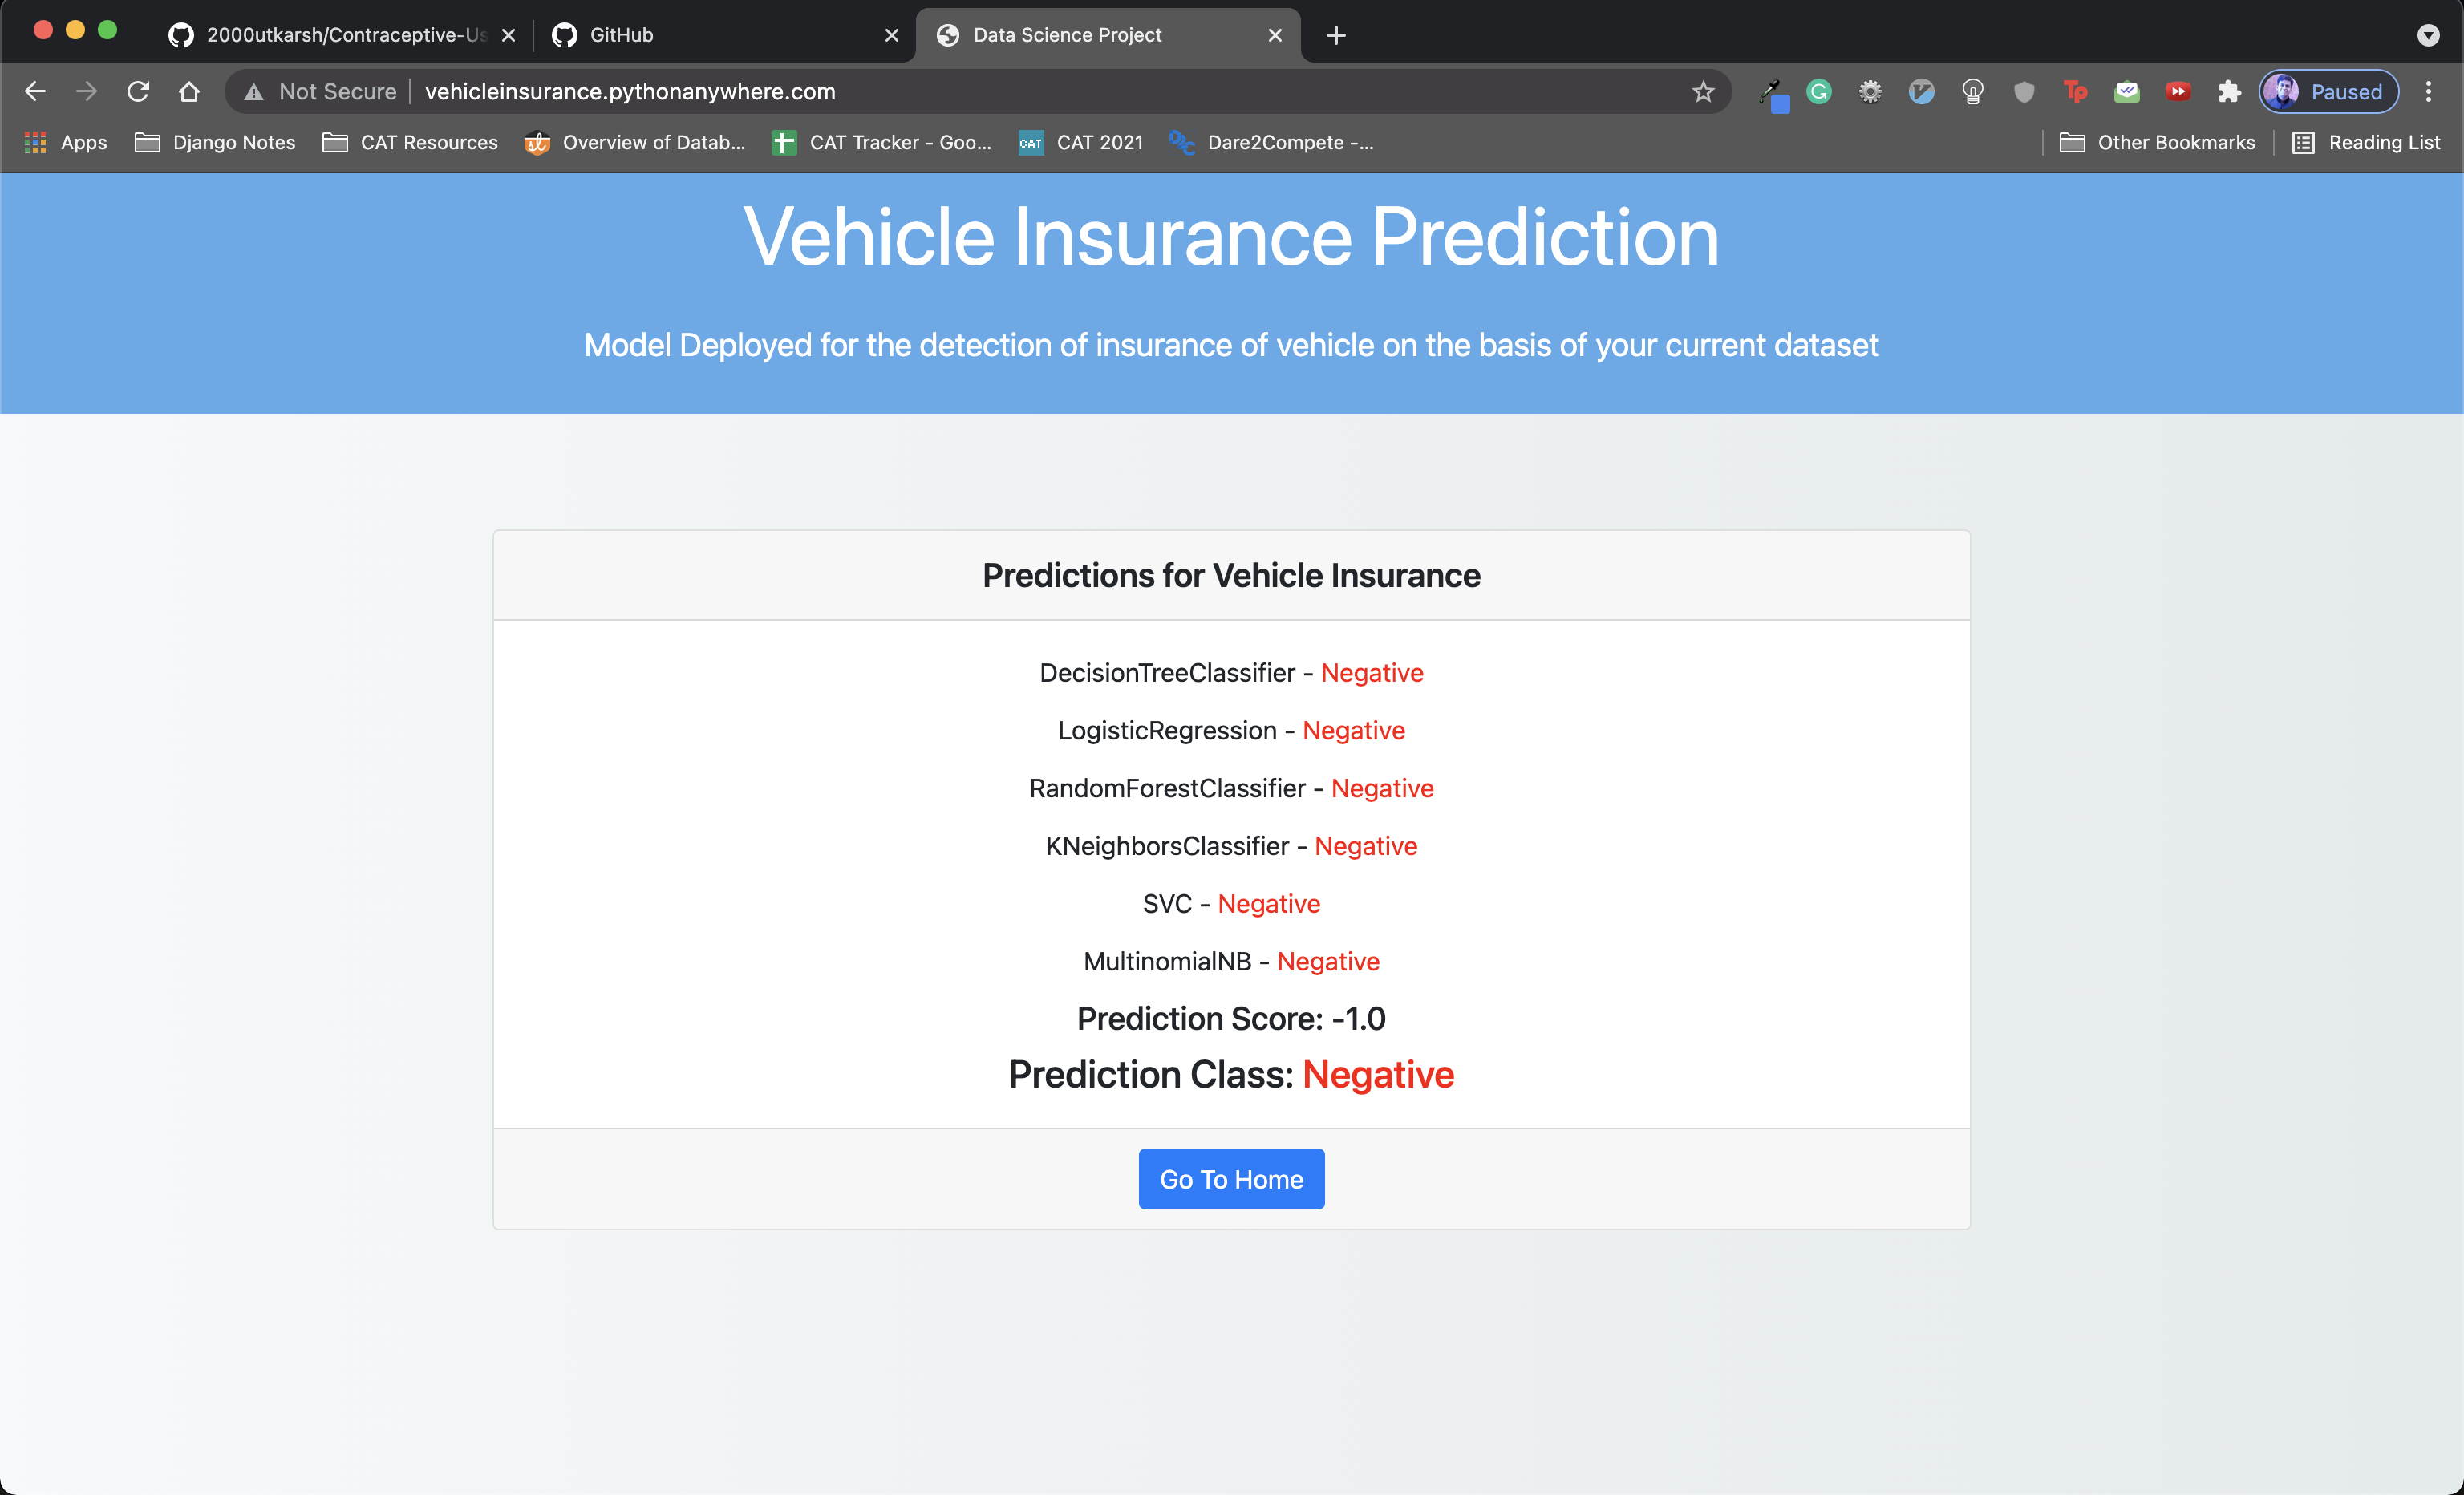 2000utkarsh/Contraceptive-Us
GitHub
Data Science Project
Not Secure
vehicleinsurance.pythonanywhere.com
Tp
Paused
Apps
Django Notes
CAT Resources
Overview of Datab...
CAT Tracker - Goo...
CAT
CAT 2021
Dare2Compete -...
Other Bookmarks
Reading List
Vehicle Insurance Prediction
Model Deployed for the detection of insurance of vehicle on the basis of your current dataset
Predictions for Vehicle Insurance
DecisionTreeClassifier - Negative
LogisticRegression - Negative
RandomForestClassifier - Negative
KNeighborsClassifier - Negative
SVC - Negative
MultinomialNB - Negative
Prediction Score: -1.0
Prediction Class: Negative
Go To Home